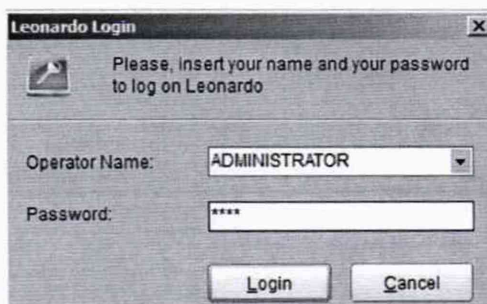 Leonardo Login
Please, insert your name and your password
to log on Leonardo
Operator Name:
ADMINISTRATOR
Password:
****
Login
Cancel